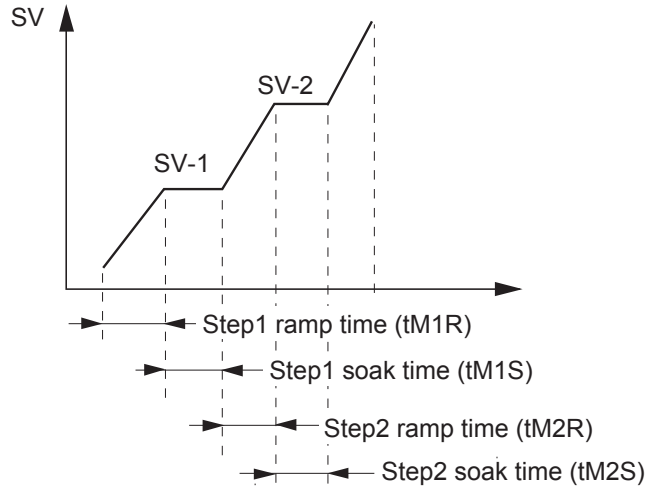 SV
SV-2
SV-1
Step1 ramp time (tM1R)
Step1 soak time (tM1S)
Step2 ramp time (tM2R)
Step2 soak time (tM2S)